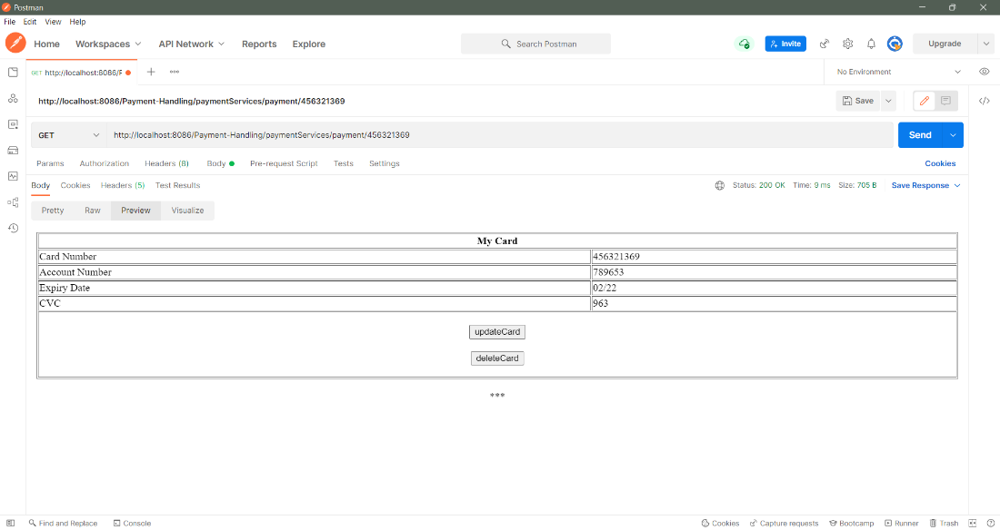 Postman
File Edit View Help
Home Workspaces API Network Reports Explore Search Postman Invite Upgrade
GET http://localhost:8086/F No Environment
http://localhost:8086/Payment-Handling/paymentServices/payment/456321369 Save
GET http://localhost:8086/Payment-Handling/paymentServices/payment/456321369 Send
Params Authorization Headers (8) Body Pre-request Script Tests Settings Cookies
Body Cookies Headers (5) Test Results Status: 200 OK Time: 9 ms Size: 705 B Save Response
Pretty Raw Preview Visualize
My Card
Card Number 456321369
Account Number 789653
Expiry Date 02/22
CVC 963
updateCard
deleteCard
***
Find and Replace Console Cookies Capture requests Bootcamp Runner Trash